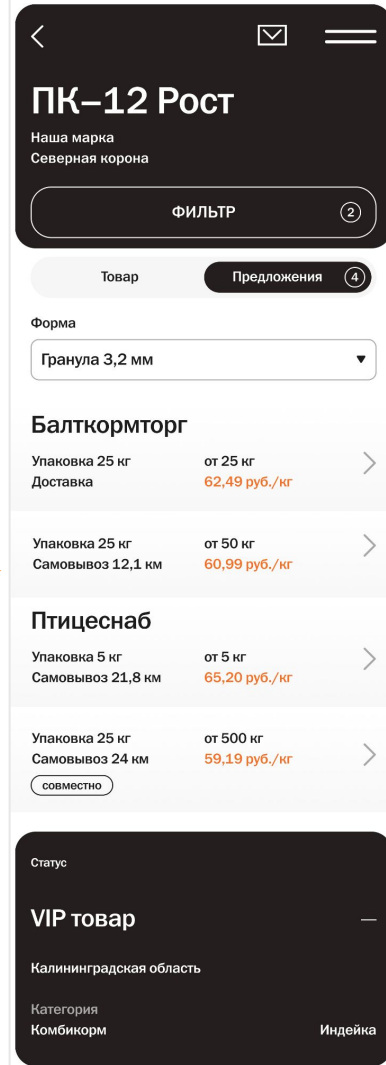 ПК–12 Рост
Наша марка
Северная корона
ФИЛЬТР 2
Товар Предложения 4
Форма
Гранула 3,2 мм
Балткормторг
Упаковка 25 кг от 25 кг
Доставка 62,49 руб./кг
Упаковка 25 кг от 50 кг
Самовывоз 12,1 км 60,99 руб./кг
Птицеснаб
Упаковка 5 кг от 5 кг
Самовывоз 21,8 км 65,20 руб./кг
Упаковка 25 кг от 500 кг
Самовывоз 24 км 59,19 руб./кг
совместно
Статус
VIP товар —
Калининградская область
Категория
Комбикорм Индейка